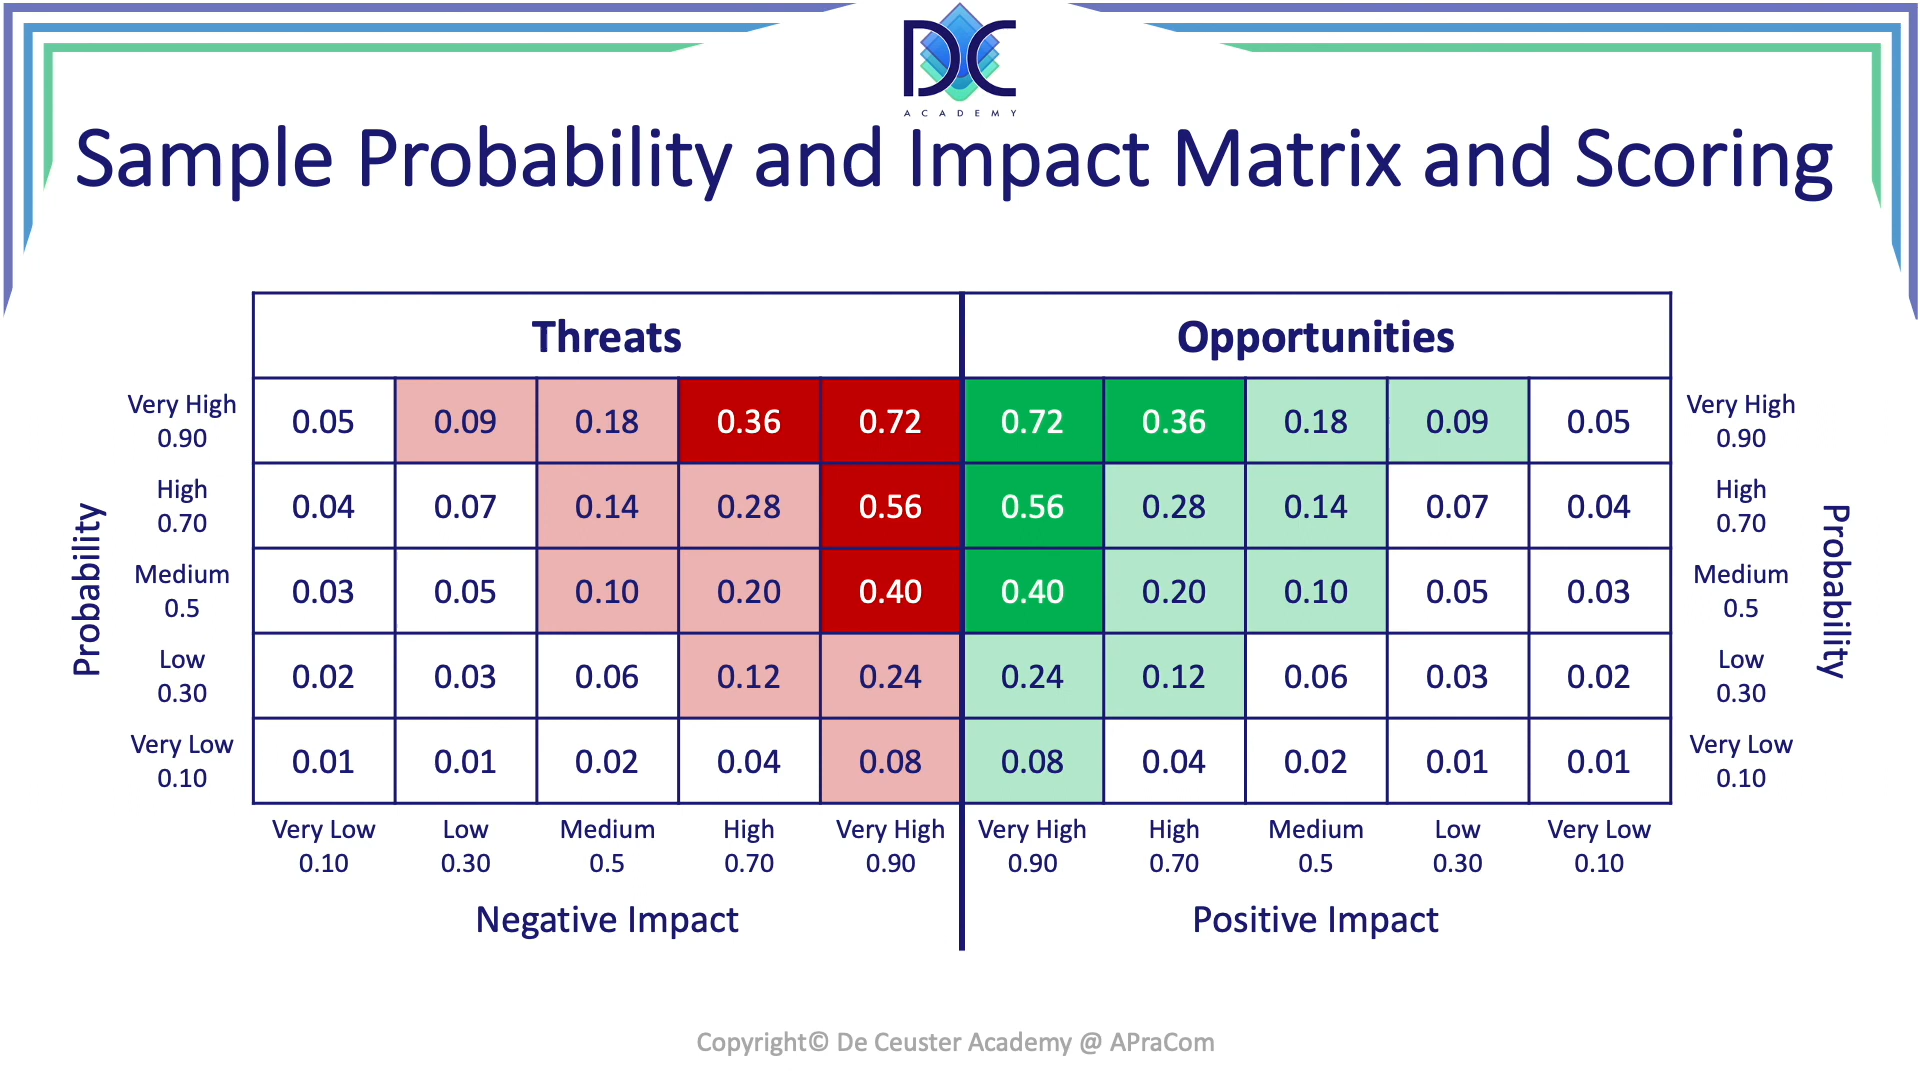 DC
ACADEMY
Sample Probability and Impact Matrix and Scoring
Threats Opportunities
Very High 0.90 0.05 0.09 0.18 0.36 0.72 0.72 0.36 0.18 0.09 0.05 Very High 0.90
High 0.70 0.04 0.07 0.14 0.28 0.56 0.56 0.28 0.14 0.07 0.04 High 0.70
Medium 0.5 0.03 0.05 0.10 0.20 0.40 0.40 0.20 0.10 0.05 0.03 Medium 0.5
Low 0.30 0.02 0.03 0.06 0.12 0.24 0.24 0.12 0.06 0.03 0.02 Low 0.30
Very Low 0.10 0.01 0.01 0.02 0.04 0.08 0.08 0.04 0.02 0.01 0.01 Very Low 0.10
Probability
Probability
Very Low Low Medium High Very High Very High High Medium Low Very Low
0.10 0.30 0.5 0.70 0.90 0.90 0.70 0.5 0.30 0.10
Negative Impact Positive Impact
Copyright© De Ceuster Academy @ APraCom